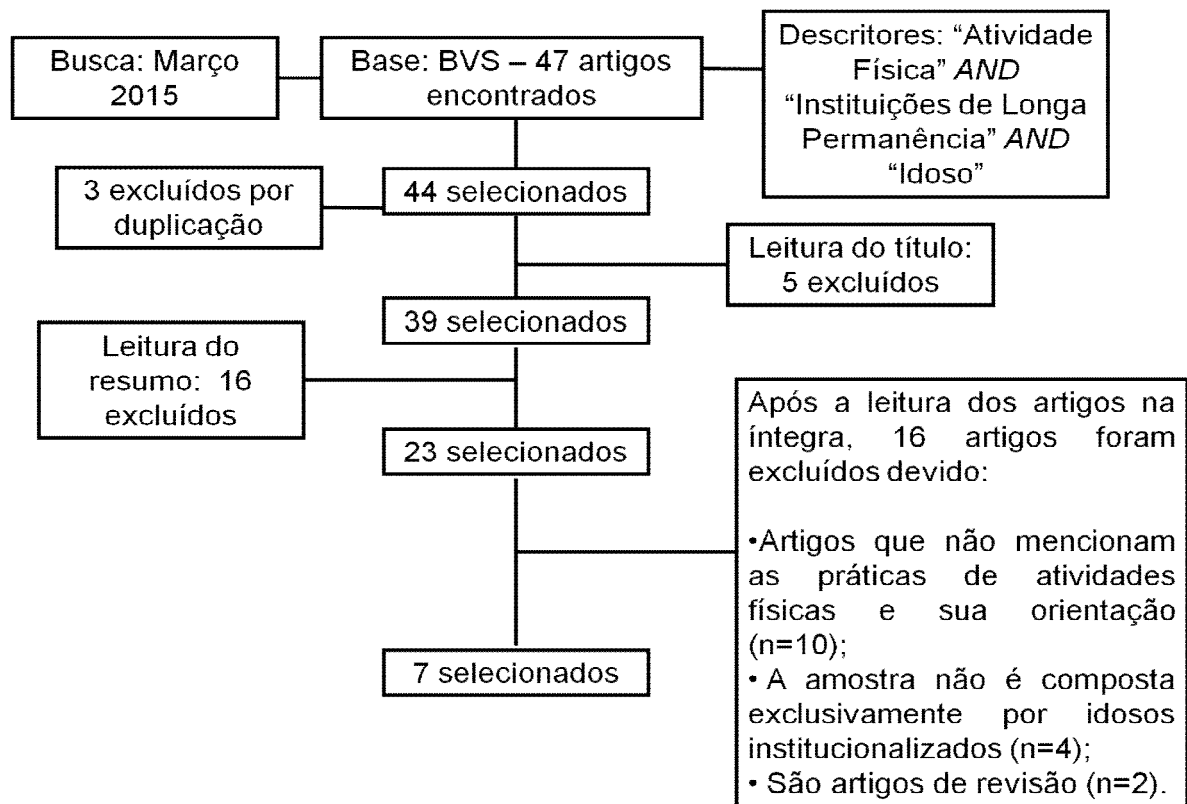 Busca: Março
2015
Base: BVS – 47 artigos
encontrados
Descritores: “Atividade
Física” AND
“Instituições de Longa
Permanência” AND
“Idoso”
3 excluídos por
duplicação
44 selecionados
Leitura do título:
5 excluídos
39 selecionados
Leitura do
resumo: 16
excluídos
23 selecionados
Após a leitura dos artigos na
íntegra, 16 artigos foram
excluídos devido:
•Artigos que não mencionam
as práticas de atividades
físicas e sua orientação
(n=10);
• A amostra não é composta
exclusivamente por idosos
institucionalizados (n=4);
• São artigos de revisão (n=2).
7 selecionados